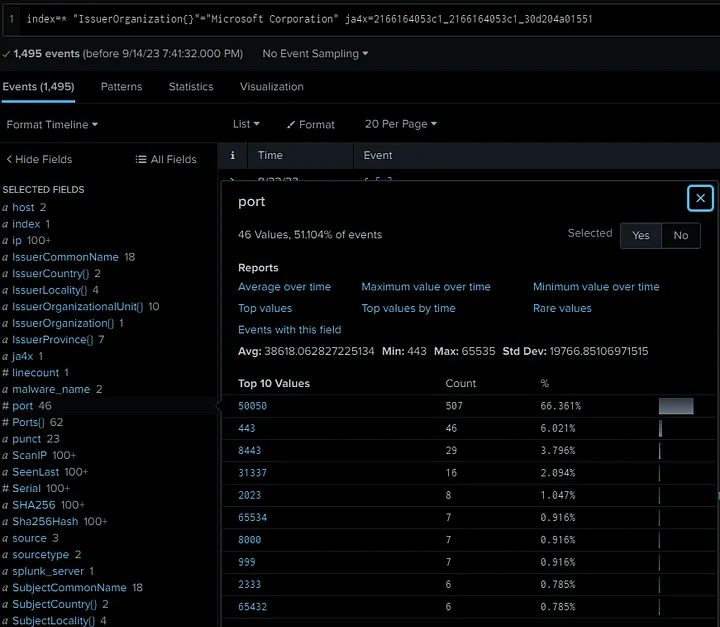 1 index=* "IssuerOrganization{}"="Microsoft Corporation" ja4x=2166164053c1_2166164053c1_30d204a01551
✓ 1,495 events (before 9/14/23 7:41:32.000 PM) No Event Sampling ▾
Events (1,495) Patterns Statistics Visualization
Format Timeline ▾ List ▾ Format 20 Per Page ▾
< Hide Fields All Fields i Time Event
SELECTED FIELDS
a host 2
a index 1
a ip 100+
a IssuerCommonName 18
a IssuerCountry{} 2
a IssuerLocality{} 4
a IssuerOrganizationalUnit{} 10
a IssuerOrganization{} 1
a IssuerProvince{} 7
a ja4x 1
# linecount 1
a malware_name 2
# port 46
# Ports{} 62
a punct 23
a ScanIP 100+
a SeenLast 100+
# Serial 100+
a SHA256 100+
a Sha256Hash 100+
a source 3
a sourcetype 2
a splunk_server 1
a SubjectCommonName 18
a SubjectCountry{} 2
a SubjectLocality{} 4
port
46 Values, 51.104% of events Selected Yes No
Reports
Average over time Maximum value over time Minimum value over time
Top values Top values by time Rare values
Events with this field
Avg: 38618.062827225134 Min: 443 Max: 65535 Std Dev: 19766.85106971515
Top 10 Values Count %
50050 507 66.361%
443 46 6.021%
8443 29 3.796%
31337 16 2.094%
2023 8 1.047%
65534 7 0.916%
8000 7 0.916%
999 7 0.916%
2333 6 0.785%
65432 6 0.785%